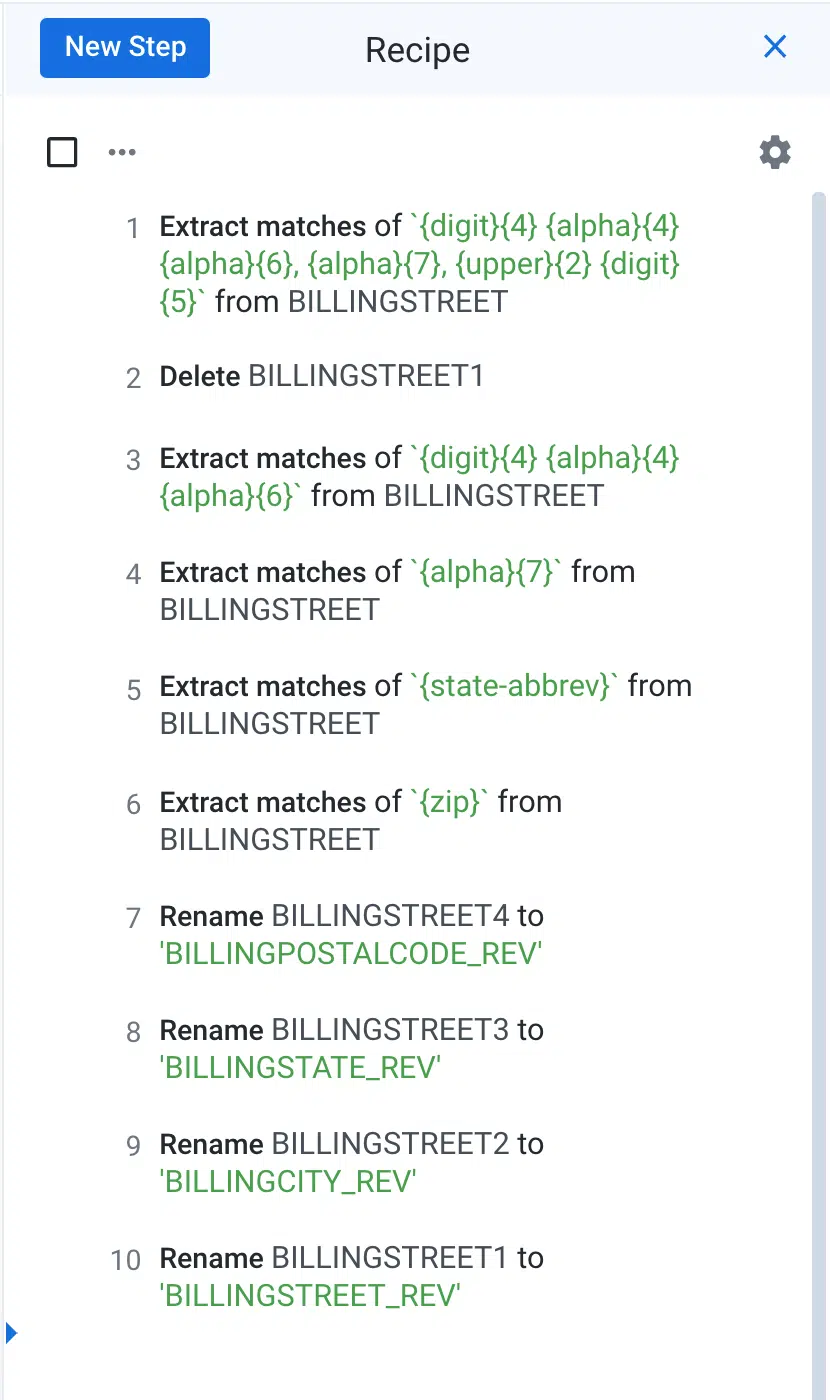 New Step
Recipe
1 Extract matches of `{digit}{4} {alpha}{4}
{alpha}{6}, {alpha}{7}, {upper}{2} {digit}
{5}` from BILLINGSTREET
2 Delete BILLINGSTREET1
3 Extract matches of `{digit}{4} {alpha}{4}
{alpha}{6}` from BILLINGSTREET
4 Extract matches of `{alpha}{7}` from
BILLINGSTREET
5 Extract matches of `{state-abbrev}` from
BILLINGSTREET
6 Extract matches of `{zip}` from
BILLINGSTREET
7 Rename BILLINGSTREET4 to
'BILLINGPOSTALCODE_REV'
8 Rename BILLINGSTREET3 to
'BILLINGSTATE_REV'
9 Rename BILLINGSTREET2 to
'BILLINGCITY_REV'
10 Rename BILLINGSTREET1 to
'BILLINGSTREET_REV'